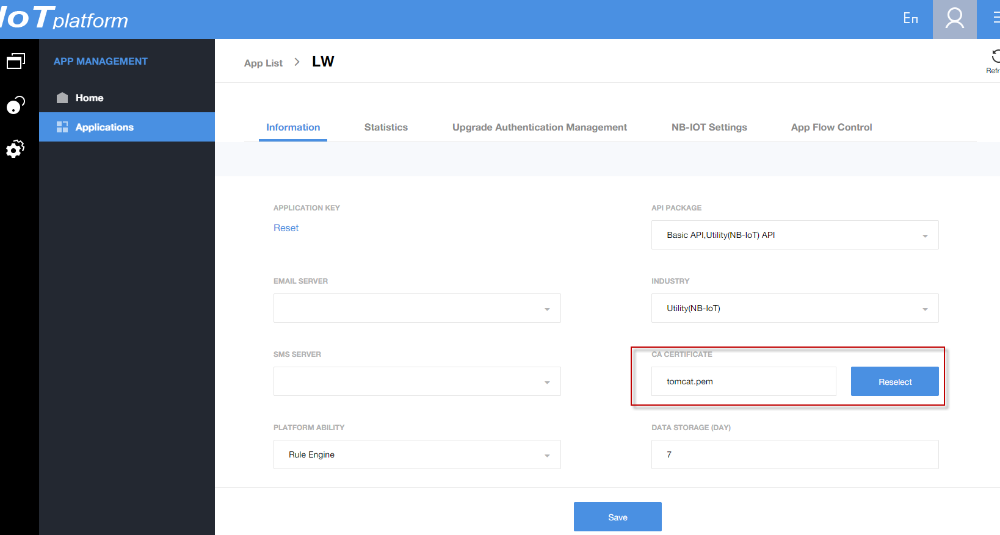 IoT platform
En
APP MANAGEMENT
Home
Applications
App List > LW
Refr
Information
Statistics
Upgrade Authentication Management
NB-IOT Settings
App Flow Control
APPLICATION KEY
Reset
API PACKAGE
Basic API,Utility(NB-IoT) API
EMAIL SERVER
INDUSTRY
Utility(NB-IoT)
SMS SERVER
CA CERTIFICATE
tomcat.pem
Reselect
PLATFORM ABILITY
Rule Engine
DATA STORAGE (DAY)
7
Save